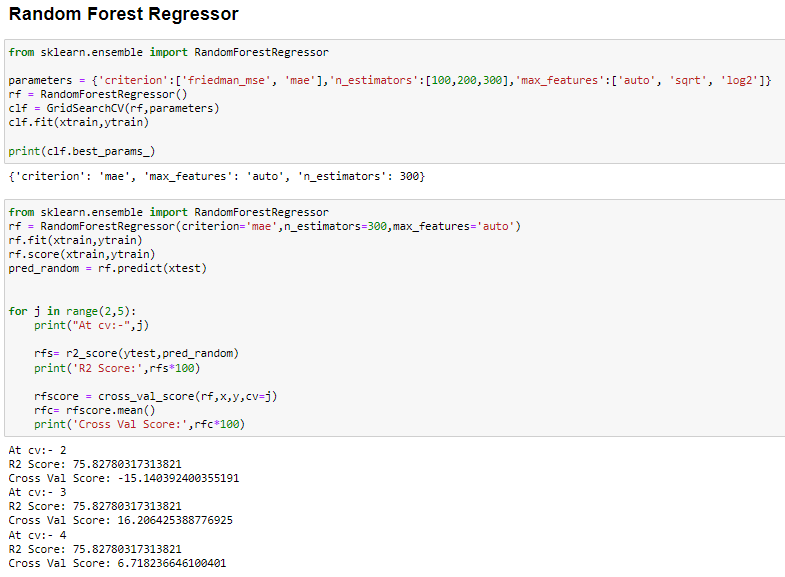 Random Forest Regressor
from sklearn.ensemble import RandomForestRegressor
parameters = {'criterion':['friedman_mse', 'mae'],'n_estimators':[100,200,300],'max_features':['auto', 'sqrt', 'log2']}
rf = RandomForestRegressor()
clf = GridSearchCV(rf,parameters)
clf.fit(xtrain,ytrain)
print(clf.best_params_)
{'criterion': 'mae', 'max_features': 'auto', 'n_estimators': 300}
from sklearn.ensemble import RandomForestRegressor
rf = RandomForestRegressor(criterion='mae',n_estimators=300,max_features='auto')
rf.fit(xtrain,ytrain)
rf.score(xtrain,ytrain)
pred_random = rf.predict(xtest)
for j in range(2,5):
    print("At cv:-",j)
    rfs= r2_score(ytest,pred_random)
    print('R2 Score:',rfs*100)
    rfscore = cross_val_score(rf,x,y,cv=j)
    rfc= rfscore.mean()
    print('Cross Val Score:',rfc*100)
At cv:- 2
R2 Score: 75.82780317313821
Cross Val Score: -15.140392400355191
At cv:- 3
R2 Score: 75.82780317313821
Cross Val Score: 16.206425388776925
At cv:- 4
R2 Score: 75.82780317313821
Cross Val Score: 6.718236646100401